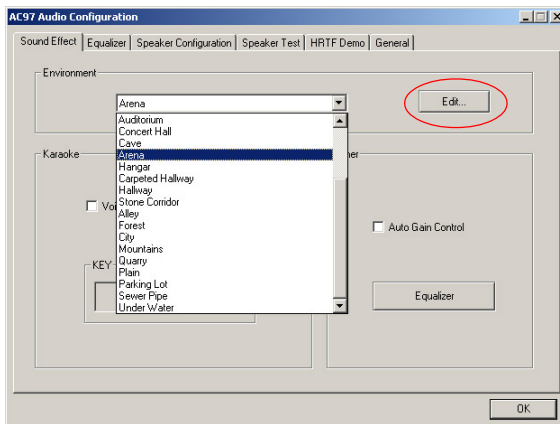 AC97 Audio Configuration
Sound Effect Equalizer Speaker Configuration Speaker Test HRTF Demo General
Environment
Arena
Edit...
Auditorium
Concert Hall
Cave
Arena
Hangar
Carpeted Hallway
Hallway
Stone Corridor
Alley
Forest
City
Mountains
Quarry
Plain
Parking Lot
Sewer Pipe
Under Water
Karaoke
KEY
Auto Gain Control
Equalizer
OK